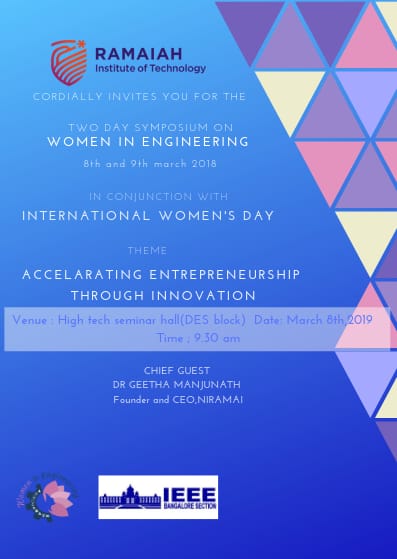 RAMAIAH
Institute of Technology
CORDIALLY INVITES YOU FOR THE
TWO DAY SYMPOSIUM ON
WOMEN IN ENGINEERING
8th and 9th march 2018
IN CONJUNCTION WITH
INTERNATIONAL WOMEN'S DAY
THEME
ACCELARATING ENTREPRENEURSHIP
THROUGH INNOVATION
Venue : High tech seminar hall(DES block) Date: March 8th,2019
Time ; 9.30 am
CHIEF GUEST
DR GEETHA MANJUNATH
Founder and CEO,NIRAMAI
IEEE
BANGALORE SECTION